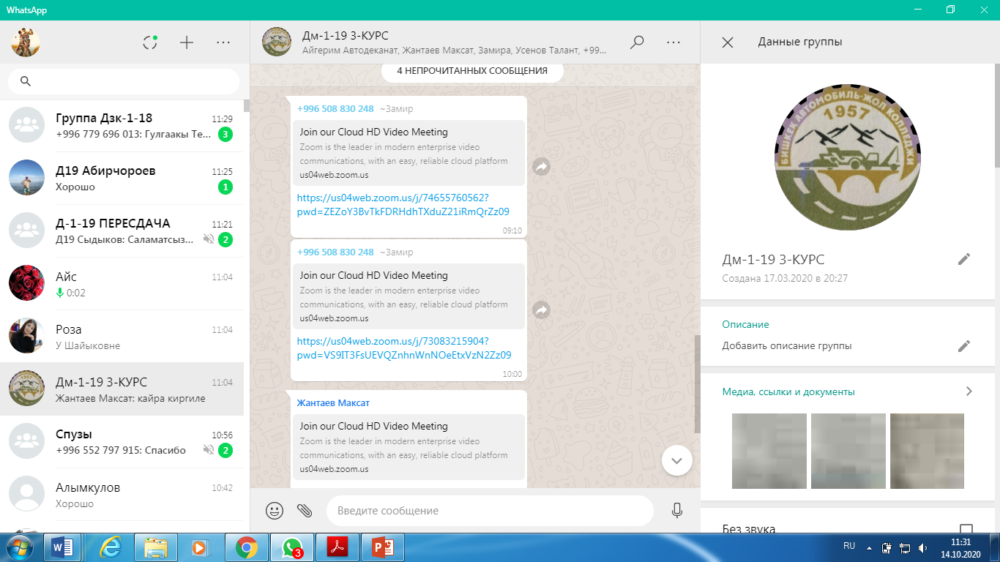 WhatsApp
Группа Дзк-1-18
11:29
+996 779 696 013: Гулгаакы Те...
3
Д19 Абирчороев
11:25
Хорошо
1
Д-1-19 ПЕРЕСДАЧА
11:21
Д19 Сыдыков: Саламатсыз...
2
Айс
11:04
0:02
Роза
11:04
У Шайыковне
Дм-1-19 3-КУРС
11:04
Жантаев Максат: кайра киргиле
Спузы
10:56
+996 552 797 915: Спасибо
2
Алымкулов
10:42
Хорошо
Дм-1-19 3-КУРС
Айгерим Автодеканат, Жантаев Максат, Замира, Усенов Талант, +99...
4 НЕПРОЧИТАННЫХ СООБЩЕНИЯ
+996 508 830 248 ~Замир
Join our Cloud HD Video Meeting
Zoom is the leader in modern enterprise video
communications, with an easy, reliable cloud platform
us04web.zoom.us
https://us04web.zoom.us/j/74655760562?
pwd=ZEZoY3BvTkFDRHdhTXduZ21iRmQrZz09
09:10
+996 508 830 248 ~Замир
Join our Cloud HD Video Meeting
Zoom is the leader in modern enterprise video
communications, with an easy, reliable cloud platform
us04web.zoom.us
https://us04web.zoom.us/j/73083215904?
pwd=VS9IT3FsUEVQZnhnWnNOeEtxVzN2Zz09
10:00
Жантаев Максат
Join our Cloud HD Video Meeting
Zoom is the leader in modern enterprise video
communications, with an easy, reliable cloud platform
us04web.zoom.us
Введите сообщение
Данные группы
БИШКЕК АВТОМОБИЛЬ-ЖОЛ КОЛЛЕДЖИ
1957
Дм-1-19 3-КУРС
Создана 17.03.2020 в 20:27
Описание
Добавить описание группы
Медиа, ссылки и документы
Без звука
3
RU
11:31
14.10.2020